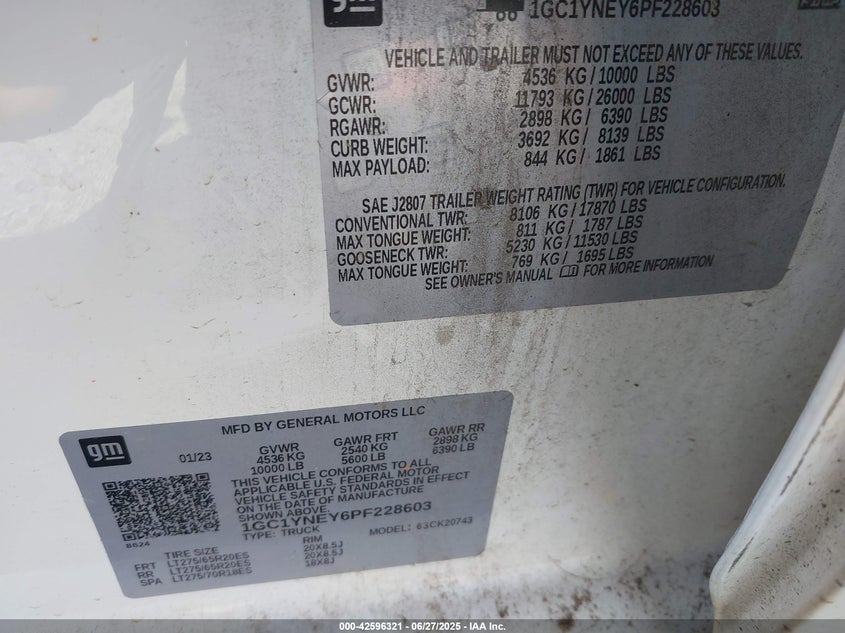 gm 1GC1YNEY6PF228603
VEHICLE AND TRAILER MUST NOT EXCEED ANY OF THESE VALUES.
GVWR: 4536 KG / 10000 LBS
GCWR: 11793 KG / 26000 LBS
RGAWR: 2898 KG / 6390 LBS
CURB WEIGHT: 3692 KG / 8139 LBS
MAX PAYLOAD: 844 KG / 1861 LBS
SAE J2807 TRAILER WEIGHT RATING (TWR) FOR VEHICLE CONFIGURATION.
CONVENTIONAL TWR: 8106 KG / 17870 LBS
MAX TONGUE WEIGHT: 811 KG / 1787 LBS
GOOSENECK TWR: 5230 KG / 11530 LBS
MAX TONGUE WEIGHT: 769 KG / 1695 LBS
SEE OWNER'S MANUAL FOR MORE INFORMATION
MFD BY GENERAL MOTORS LLC
gm 01/23 GVWR GAWR FRT GAWR RR
4536 KG 2540 KG 2898 KG
10000 LB 5600 LB 6390 LB
THIS VEHICLE CONFORMS TO ALL
APPLICABLE U.S. FEDERAL MOTOR
VEHICLE SAFETY STANDARDS IN EFFECT
ON THE DATE OF MANUFACTURE
SHOWN ABOVE.
1GC1YNEY6PF228603
8624 TYPE: TRUCK MODEL: 63CK20743
TIRE SIZE RIM
FRT LT275/65R20ES 20X8.5J
RR LT275/65R20ES 20X8.5J
SPA LT275/70R18ES 18X8J
000-42596321 / 06/27/2025 - IAA Inc.